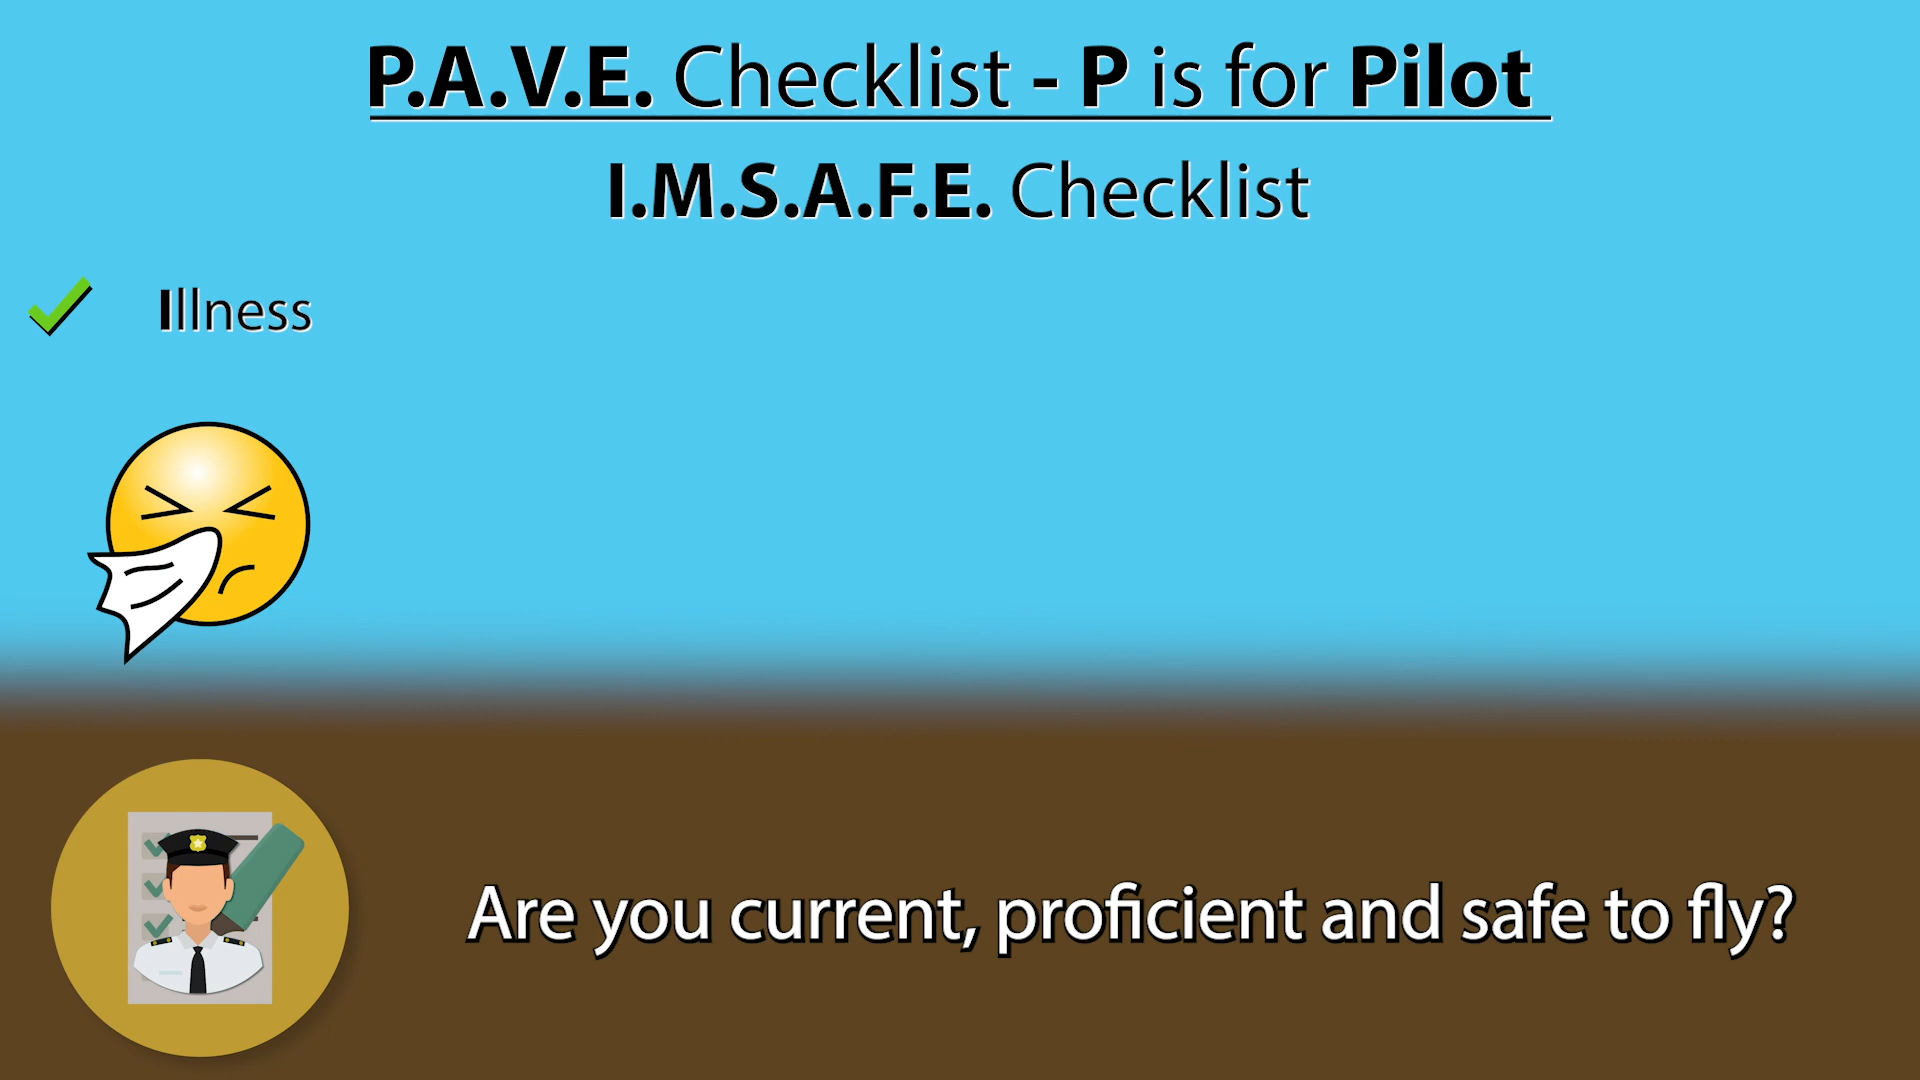 P.A.V.E. Checklist - P is for Pilot
I.M.S.A.F.E. Checklist
Illness
Are you current, proficient and safe to fly?